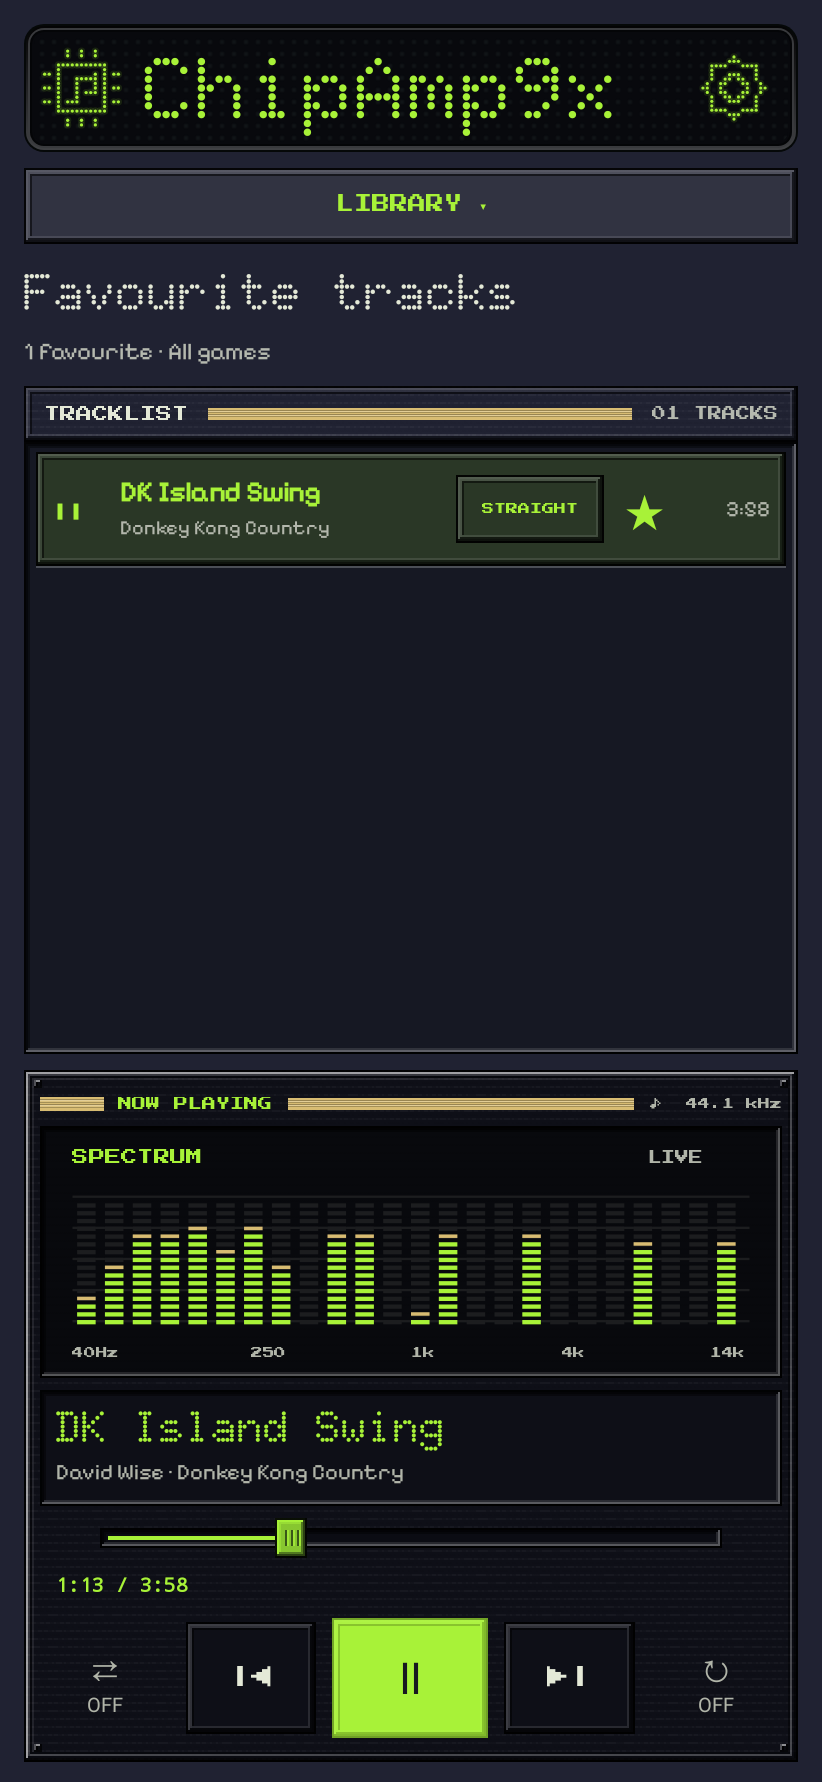 ChipAmp9x
LIBRARY ▾
Favourite tracks
1 Favourite · All games
TRACKLIST 01 TRACKS
DK Island Swing
Donkey Kong Country
STRAIGHT ★ 3:58
NOW PLAYING ♪ 44.1 kHz
SPECTRUM LIVE
40Hz 250 1k 4k 14k
DK Island Swing
David Wise · Donkey Kong Country
1:13 / 3:58
OFF OFF